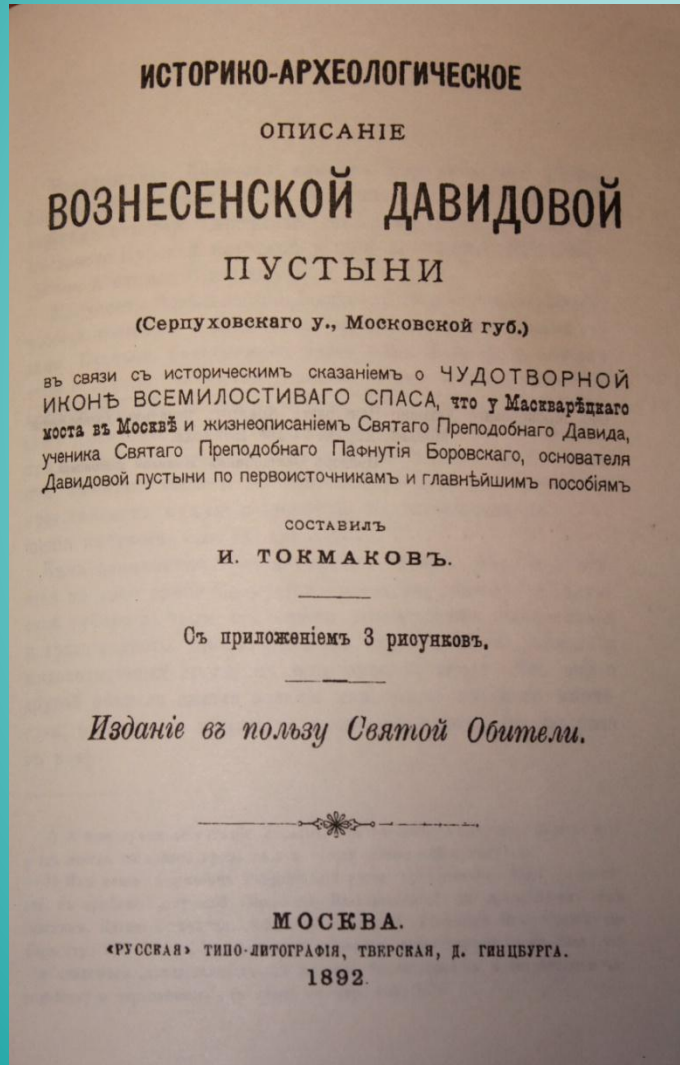 ИСТОРИКО-АРХЕОЛОГИЧЕСКОЕ
ОПИСАНІЕ
ВОЗНЕСЕНСКОЙ ДАВИДОВОЙ
ПУСТЫНИ
(Серпуховскаго у., Московской губ.)
въ связи съ историческимъ сказаніемъ о ЧУДОТВОРНОЙ
ИКОНѢ ВСЕМИЛОСТИВАГО СПАСА, что у Маскварѣцкаго
моста въ Москвѣ и жизнеописаніемъ Святаго Преподобнаго Давида,
ученика Святаго Преподобнаго Пафнутія Боровскаго, основателя
Давидовой пустыни по первоисточникамъ и главнѣйшимъ пособіямъ
СОСТАВИЛЪ
И. ТОКМАКОВЪ.
Съ приложеніемъ 3 рисунковъ.
Изданіе въ пользу Святой Обители.
МОСКВА.
«РУССКАЯ» ТИПО-ЛИТОГРАФІЯ, ТВЕРСКАЯ, Д. ГИНЦБУРГА.
1892.